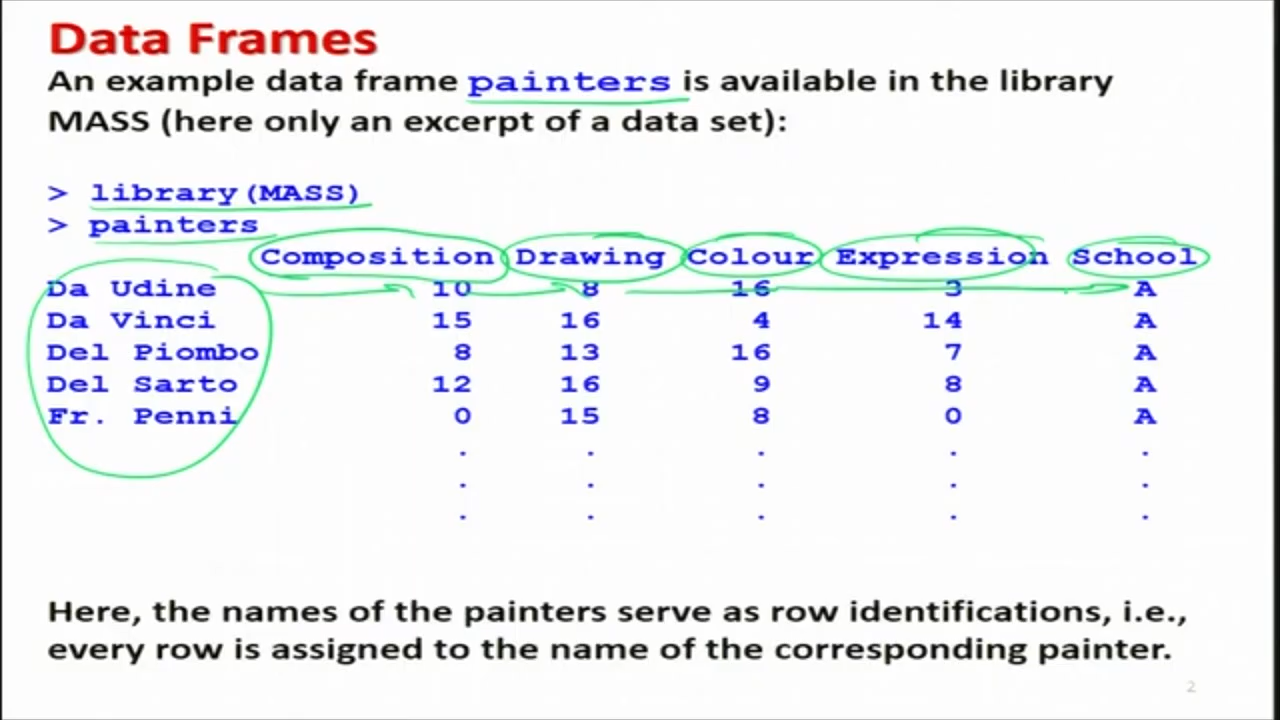 Data Frames
An example data frame painters is available in the library
MASS (here only an excerpt of a data set):
> library(MASS)
> painters
Composition Drawing Colour Expression School
Da Udine 10 8 16 3 A
Da Vinci 15 16 4 14 A
Del Piombo 8 13 16 7 A
Del Sarto 12 16 9 8 A
Fr. Penni 0 15 8 0 A
. . . . .
. . . . .
. . . . .
Here, the names of the painters serve as row identifications, i.e.,
every row is assigned to the name of the corresponding painter.
2